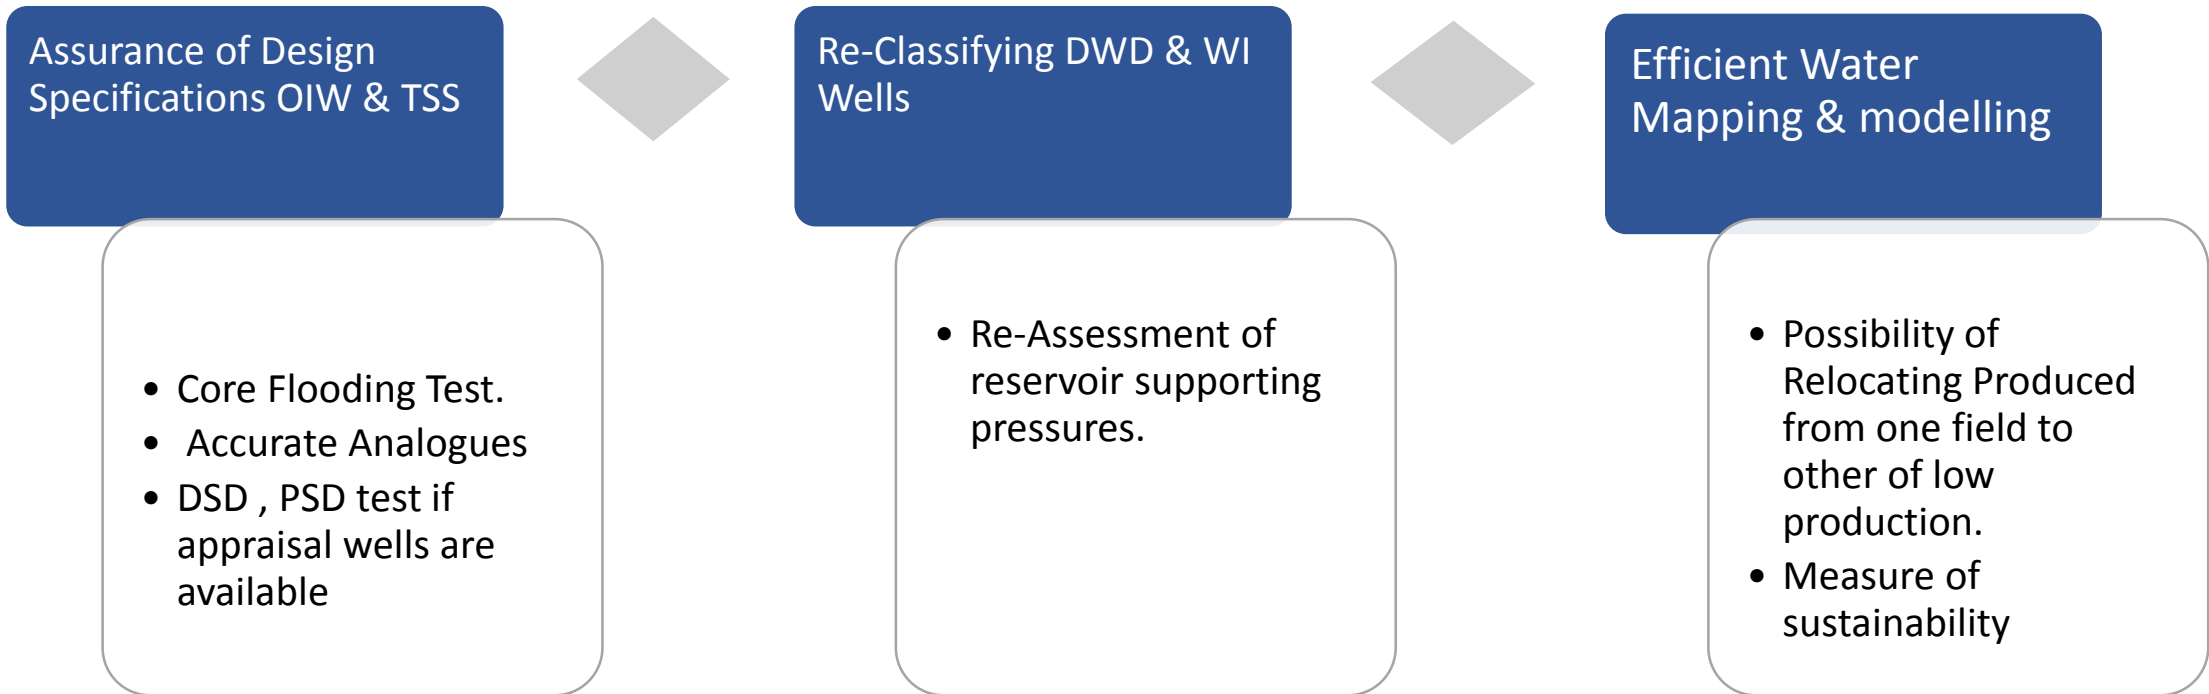 Assurance of Design
Specifications OIW & TSS
• Core Flooding Test.
• Accurate Analogues
• DSD , PSD test if
appraisal wells are
available
Re-Classifying DWD & WI
Wells
• Re-Assessment of
reservoir supporting
pressures.
Efficient Water
Mapping & modelling
• Possibility of
Relocating Produced
from one field to
other of low
production.
• Measure of
sustainability